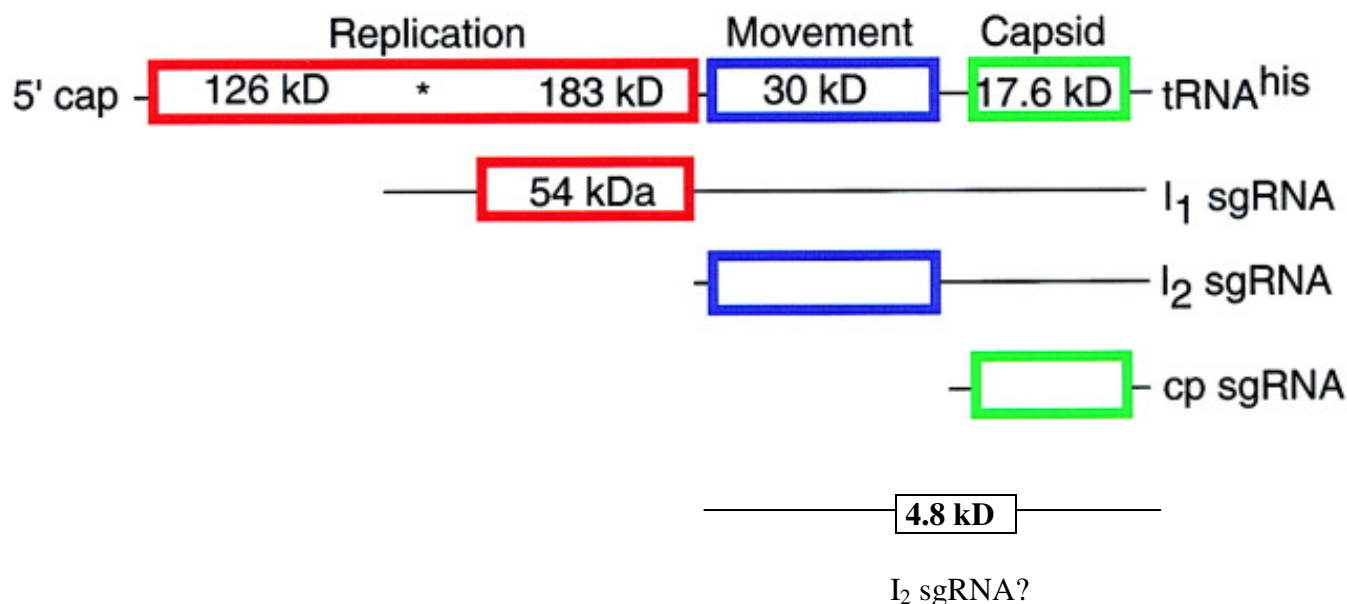 Replication Movement Capsid
5' cap 126 kD * 183 kD 30 kD 17.6 kD tRNAhis
54 kDa I1 sgRNA
I2 sgRNA
cp sgRNA
4.8 kD
I2 sgRNA?